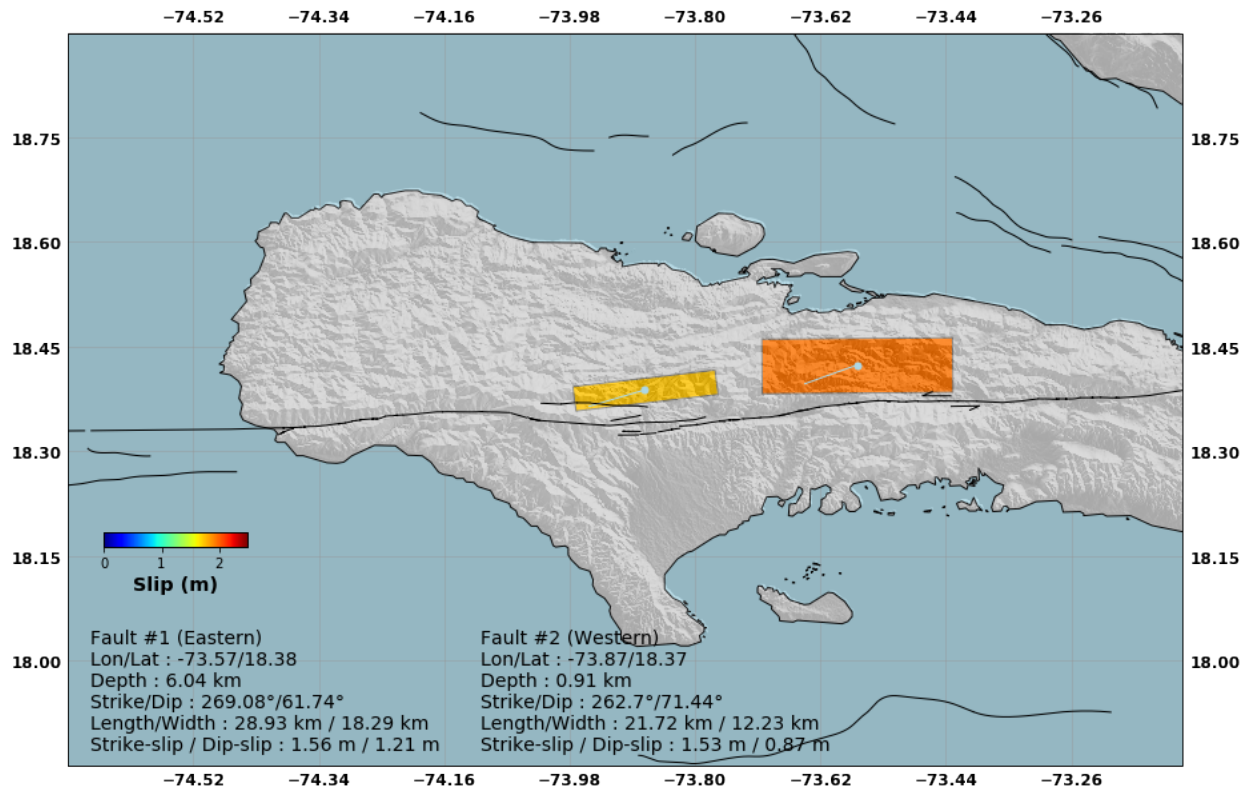 −74.52 −74.34 −74.16 −73.98 −73.80 −73.62 −73.44 −73.26
18.75 18.75
18.60 18.60
18.45 18.45
18.30 18.30
18.15 18.15
0 1 2
Slip (m)
18.00 18.00
Fault #1 (Eastern)
Lon/Lat : -73.57/18.38
Depth : 6.04 km
Strike/Dip : 269.08°/61.74°
Length/Width : 28.93 km / 18.29 km
Strike-slip / Dip-slip : 1.56 m / 1.21 m
Fault #2 (Western)
Lon/Lat : -73.87/18.37
Depth : 0.91 km
Strike/Dip : 262.7°/71.44°
Length/Width : 21.72 km / 12.23 km
Strike-slip / Dip-slip : 1.53 m / 0.87 m
−74.52 −74.34 −74.16 −73.98 −73.80 −73.62 −73.44 −73.26